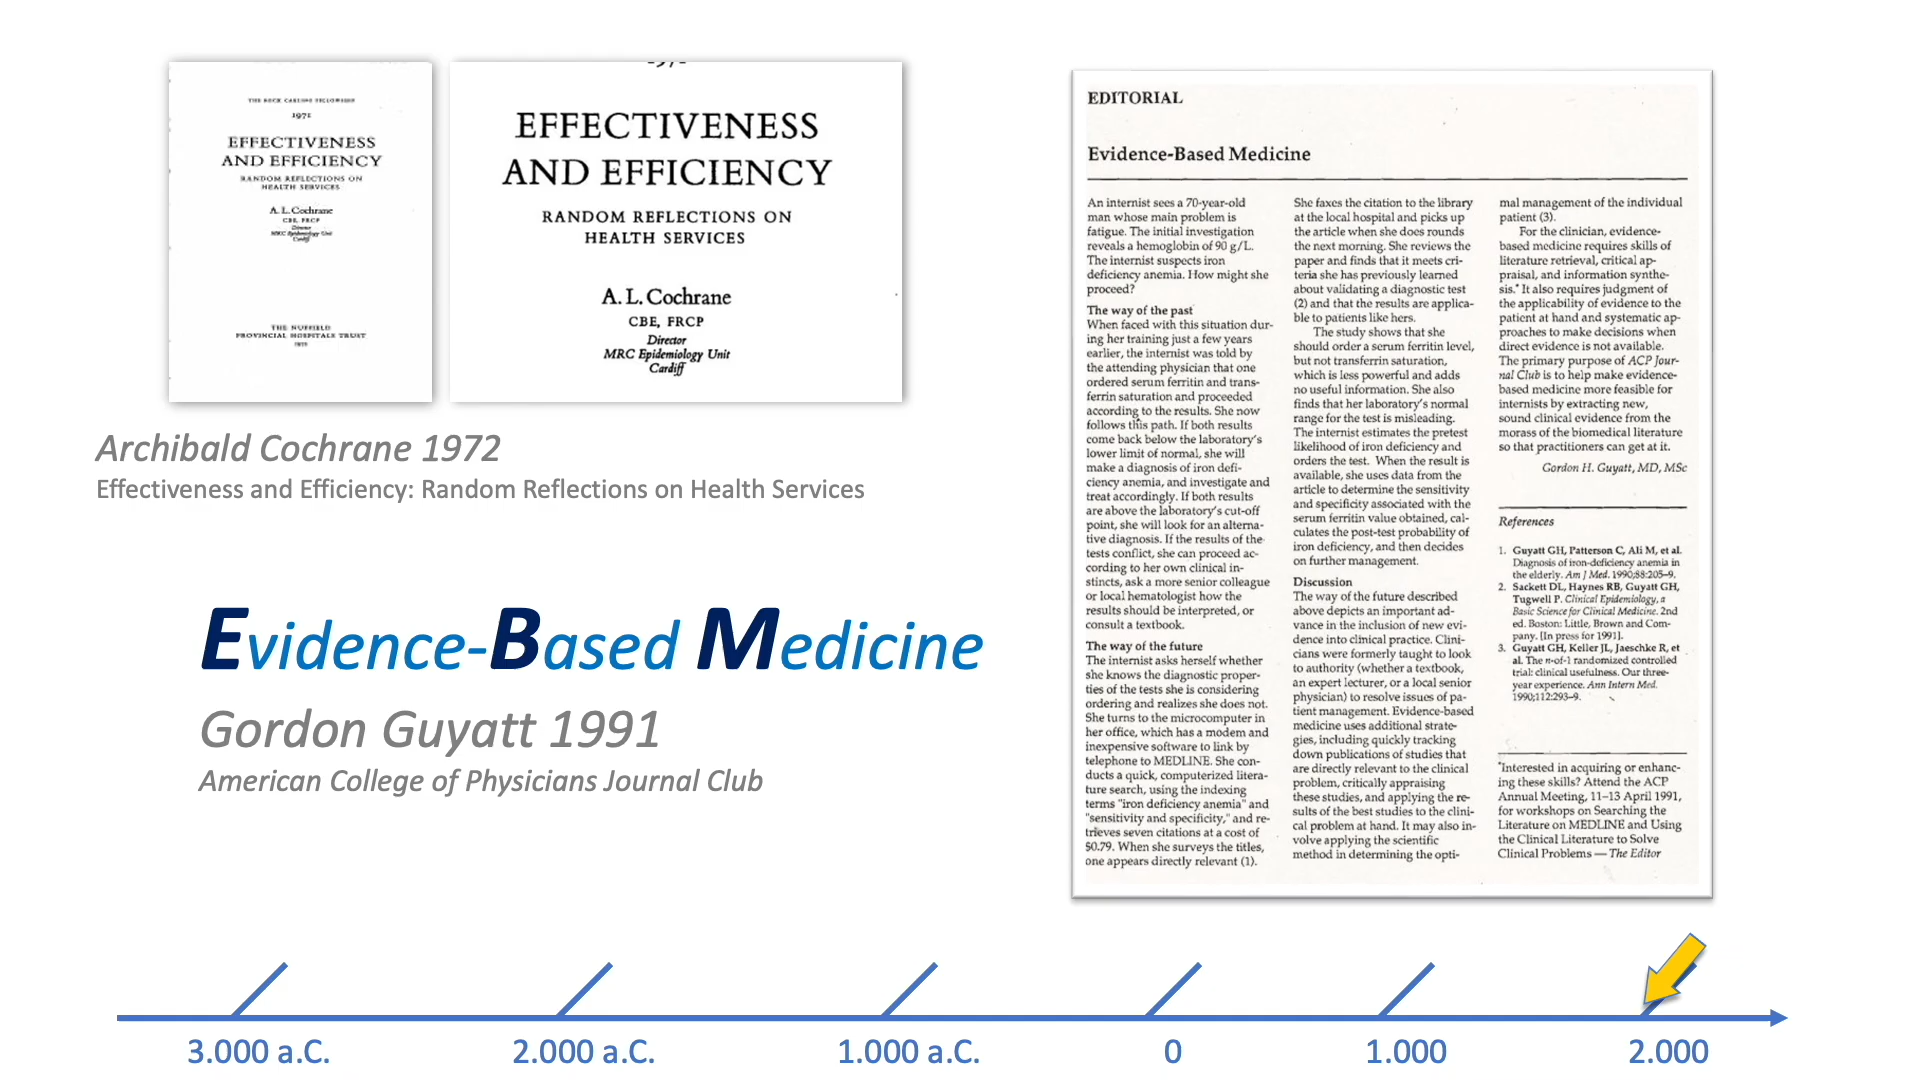 THE ROCK CARLING FELLOWSHIP
1971
EFFECTIVENESS
AND EFFICIENCY
RANDOM REFLECTIONS ON
HEALTH SERVICES
A. L. Cochrane
CBE, FRCP
Director
MRC Epidemiology Unit
Cardiff
THE NUFFIELD
PROVINCIAL HOSPITALS TRUST
EFFECTIVENESS
AND EFFICIENCY
RANDOM REFLECTIONS ON
HEALTH SERVICES
A. L. Cochrane
CBE, FRCP
Director
MRC Epidemiology Unit
Cardiff
Archibald Cochrane 1972
Effectiveness and Efficiency: Random Reflections on Health Services
Evidence-Based Medicine
Gordon Guyatt 1991
American College of Physicians Journal Club
EDITORIAL
Evidence-Based Medicine
An internist sees a 70-year-old
man whose main problem is
fatigue. The initial investigation
reveals a hemoglobin of 90 g/L.
The internist suspects iron
deficiency anemia. How might she
proceed?
The way of the past
When faced with this situation dur-
ing her training just a few years
earlier, the internist was told by
the attending physician that one
ordered serum ferritin and trans-
ferrin saturation and proceeded
according to the results. She now
follows this path. If both results
come back below the laboratory's
lower limit of normal, she will
make a diagnosis of iron defi-
ciency anemia, and investigate and
treat accordingly. If both results
are above the laboratory's cut-off
point, she will look for an alterna-
tive diagnosis. If the results of the
tests conflict, she can proceed ac-
cording to her own clinical in-
stincts, ask a more senior colleague
or local hematologist how the
results should be interpreted, or
consult a textbook.
The way of the future
The internist asks herself whether
she knows the diagnostic proper-
ties of the tests she is considering
ordering and realizes she does not.
She turns to the microcomputer in
her office, which has a modem and
inexpensive software to link by
telephone to MEDLINE. She con-
ducts a quick, computerized litera-
ture search, using the indexing
terms "iron deficiency anemia" and
"sensitivity and specificity," and re-
trieves seven citations at a cost of
$0.79. When she surveys the titles,
one appears directly relevant (1).
She faxes the citation to the library
at the local hospital and picks up
the article when she does rounds
the next morning. She reviews the
paper and finds that it meets cri-
teria she has previously learned
about validating a diagnostic test
(2) and that the results are applica-
ble to patients like hers.
The study shows that she
should order a serum ferritin level,
but not transferrin saturation,
which is less powerful and adds
no useful information. She also
finds that her laboratory's normal
range for the test is misleading.
The internist estimates the pretest
likelihood of iron deficiency and
orders the test. When the result is
available, she uses data from the
article to determine the sensitivity
and specificity associated with the
serum ferritin value obtained, cal-
culates the post-test probability of
iron deficiency, and then decides
on further management.
Discussion
The way of the future described
above depicts an important ad-
vance in the inclusion of new evi-
dence into clinical practice. Clini-
cians were formerly taught to look
to authority (whether a textbook,
an expert lecturer, or a local senior
physician) to resolve issues of pa-
tient management. Evidence-based
medicine uses additional strate-
gies, including quickly tracking
down publications of studies that
are directly relevant to the clinical
problem, critically appraising
these studies, and applying the re-
sults of the best studies to the clini-
cal problem at hand. It may also in-
volve applying the scientific
method in determining the opti-
mal management of the individual
patient (3).
For the clinician, evidence-
based medicine requires skills of
literature retrieval, critical ap-
praisal, and information synthe-
sis.* It also requires judgment of
the applicability of evidence to the
patient at hand and systematic ap-
proaches to make decisions when
direct evidence is not available.
The primary purpose of ACP Jour-
nal Club is to help make evidence-
based medicine more feasible for
internists by extracting new,
sound clinical evidence from the
morass of the biomedical literature
so that practitioners can get at it.
Gordon H. Guyatt, MD, MSc
References
1. Guyatt GH, Patterson C, Ali M, et al.
Diagnosis of iron-deficiency anemia in
the elderly. Am J Med. 1990;88:205-9.
2. Sackett DL, Haynes RB, Guyatt GH,
Tugwell P. Clinical Epidemiology, a
Basic Science for Clinical Medicine. 2nd
ed. Boston: Little, Brown and Com-
pany. [In press for 1991].
3. Guyatt GH, Keller JL, Jaeschke R, et
al. The n-of-1 randomized controlled
trial: clinical usefulness. Our three-
year experience. Ann Intern Med.
1990;112:293-9.
*Interested in acquiring or enhanc-
ing these skills? Attend the ACP
Annual Meeting, 11–13 April 1991,
for workshops on Searching the
Literature on MEDLINE and Using
the Clinical Literature to Solve
Clinical Problems — The Editor
3.000 a.C.
2.000 a.C.
1.000 a.C.
0
1.000
2.000